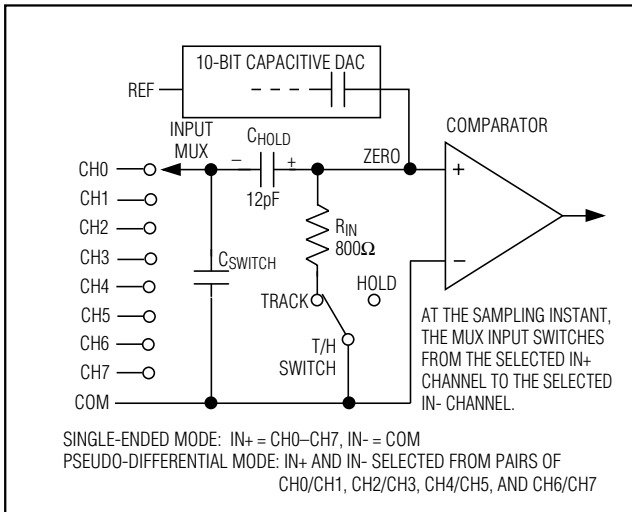 10-BIT CAPACITIVE DAC
REF
INPUT
MUX
CHOLD
12pF
ZERO
COMPARATOR
CH0
CH1
CH2
CH3
CH4
CH5
CH6
CH7
COM
CSWITCH
RIN
800Ω
TRACK
HOLD
T/H
SWITCH
− + + −
AT THE SAMPLING INSTANT,
THE MUX INPUT SWITCHES
FROM THE SELECTED IN+
CHANNEL TO THE SELECTED
IN- CHANNEL.
SINGLE-ENDED MODE: IN+ = CH0–CH7, IN- = COM
PSEUDO-DIFFERENTIAL MODE: IN+ AND IN- SELECTED FROM PAIRS OF
CH0/CH1, CH2/CH3, CH4/CH5, AND CH6/CH7